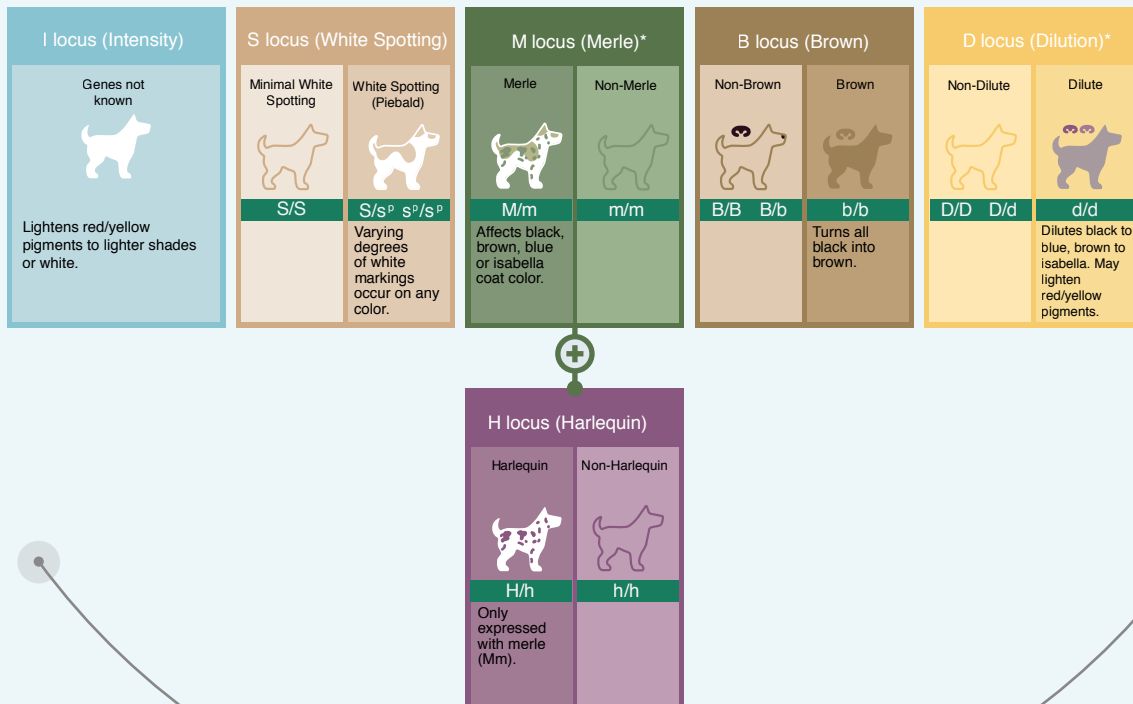 I locus (Intensity)
Genes not
known
Lightens red/yellow
pigments to lighter shades
or white.
S locus (White Spotting)
Minimal White
Spotting
S/S
White Spotting
(Piebald)
S/sᵖ sᵖ/sᵖ
Varying
degrees
of white
markings
occur on any
color.
M locus (Merle)*
Merle
M/m
Affects black,
brown, blue
or isabella
coat color.
Non-Merle
m/m
B locus (Brown)
Non-Brown
B/B B/b
Brown
b/b
Turns all
black into
brown.
D locus (Dilution)*
Non-Dilute
D/D D/d
Dilute
d/d
Dilutes black to
blue, brown to
isabella. May
lighten
red/yellow
pigments.
H locus (Harlequin)
Harlequin
H/h
Only
expressed
with merle
(Mm).
Non-Harlequin
h/h